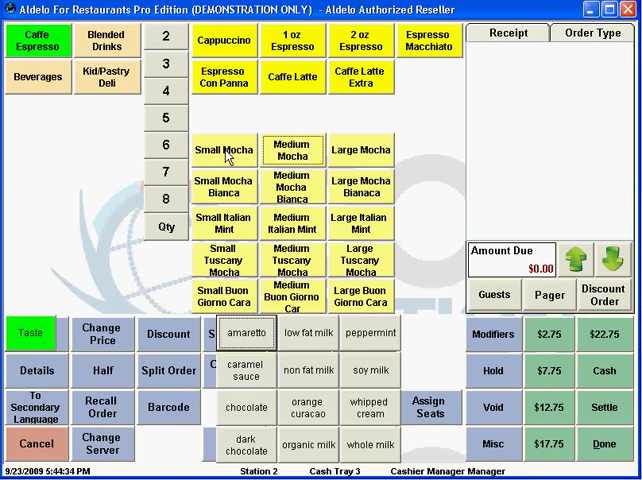 Aldelo For Restaurants Pro Edition (DEMONSTRATION ONLY) - Aldelo Authorized Reseller
Caffe Espresso
Blended Drinks
2
Cappuccino
1 oz Espresso
2 oz Espresso
Espresso Macchiato
Receipt
Order Type
Beverages
Kid/Pastry Deli
3
Espresso Con Panna
Caffe Latte
Caffe Latte Extra
4
5
6
Small Mocha
Medium Mocha
Large Mocha
7
Small Mocha Bianca
Medium Mocha Bianca
Large Mocha Bianaca
8
Small Italian Mint
Medium Italian Mint
Large Italian Mint
Qty
Small Tuscany Mocha
Medium Tuscany Mocha
Large Tuscany Mocha
Amount Due
$0.00
Small Buon Giorno Cara
Medium Buon Giorno Car
Large Buon Giorno Cara
Guests
Pager
Discount Order
Taste
Change Price
Discount
S
amaretto
low fat milk
peppermint
Modifiers
$2.75
$22.75
Details
Half
Split Order
C
caramel sauce
non fat milk
soy milk
Hold
$7.75
Cash
To Secondary Language
Recall Order
Barcode
chocolate
orange curacao
whipped cream
Assign Seats
Void
$12.75
Settle
Cancel
Change Server
dark chocolate
organic milk
whole milk
Misc
$17.75
Done
9/23/2009 5:44:34 PM
Station 2
Cash Tray 3
Cashier Manager Manager